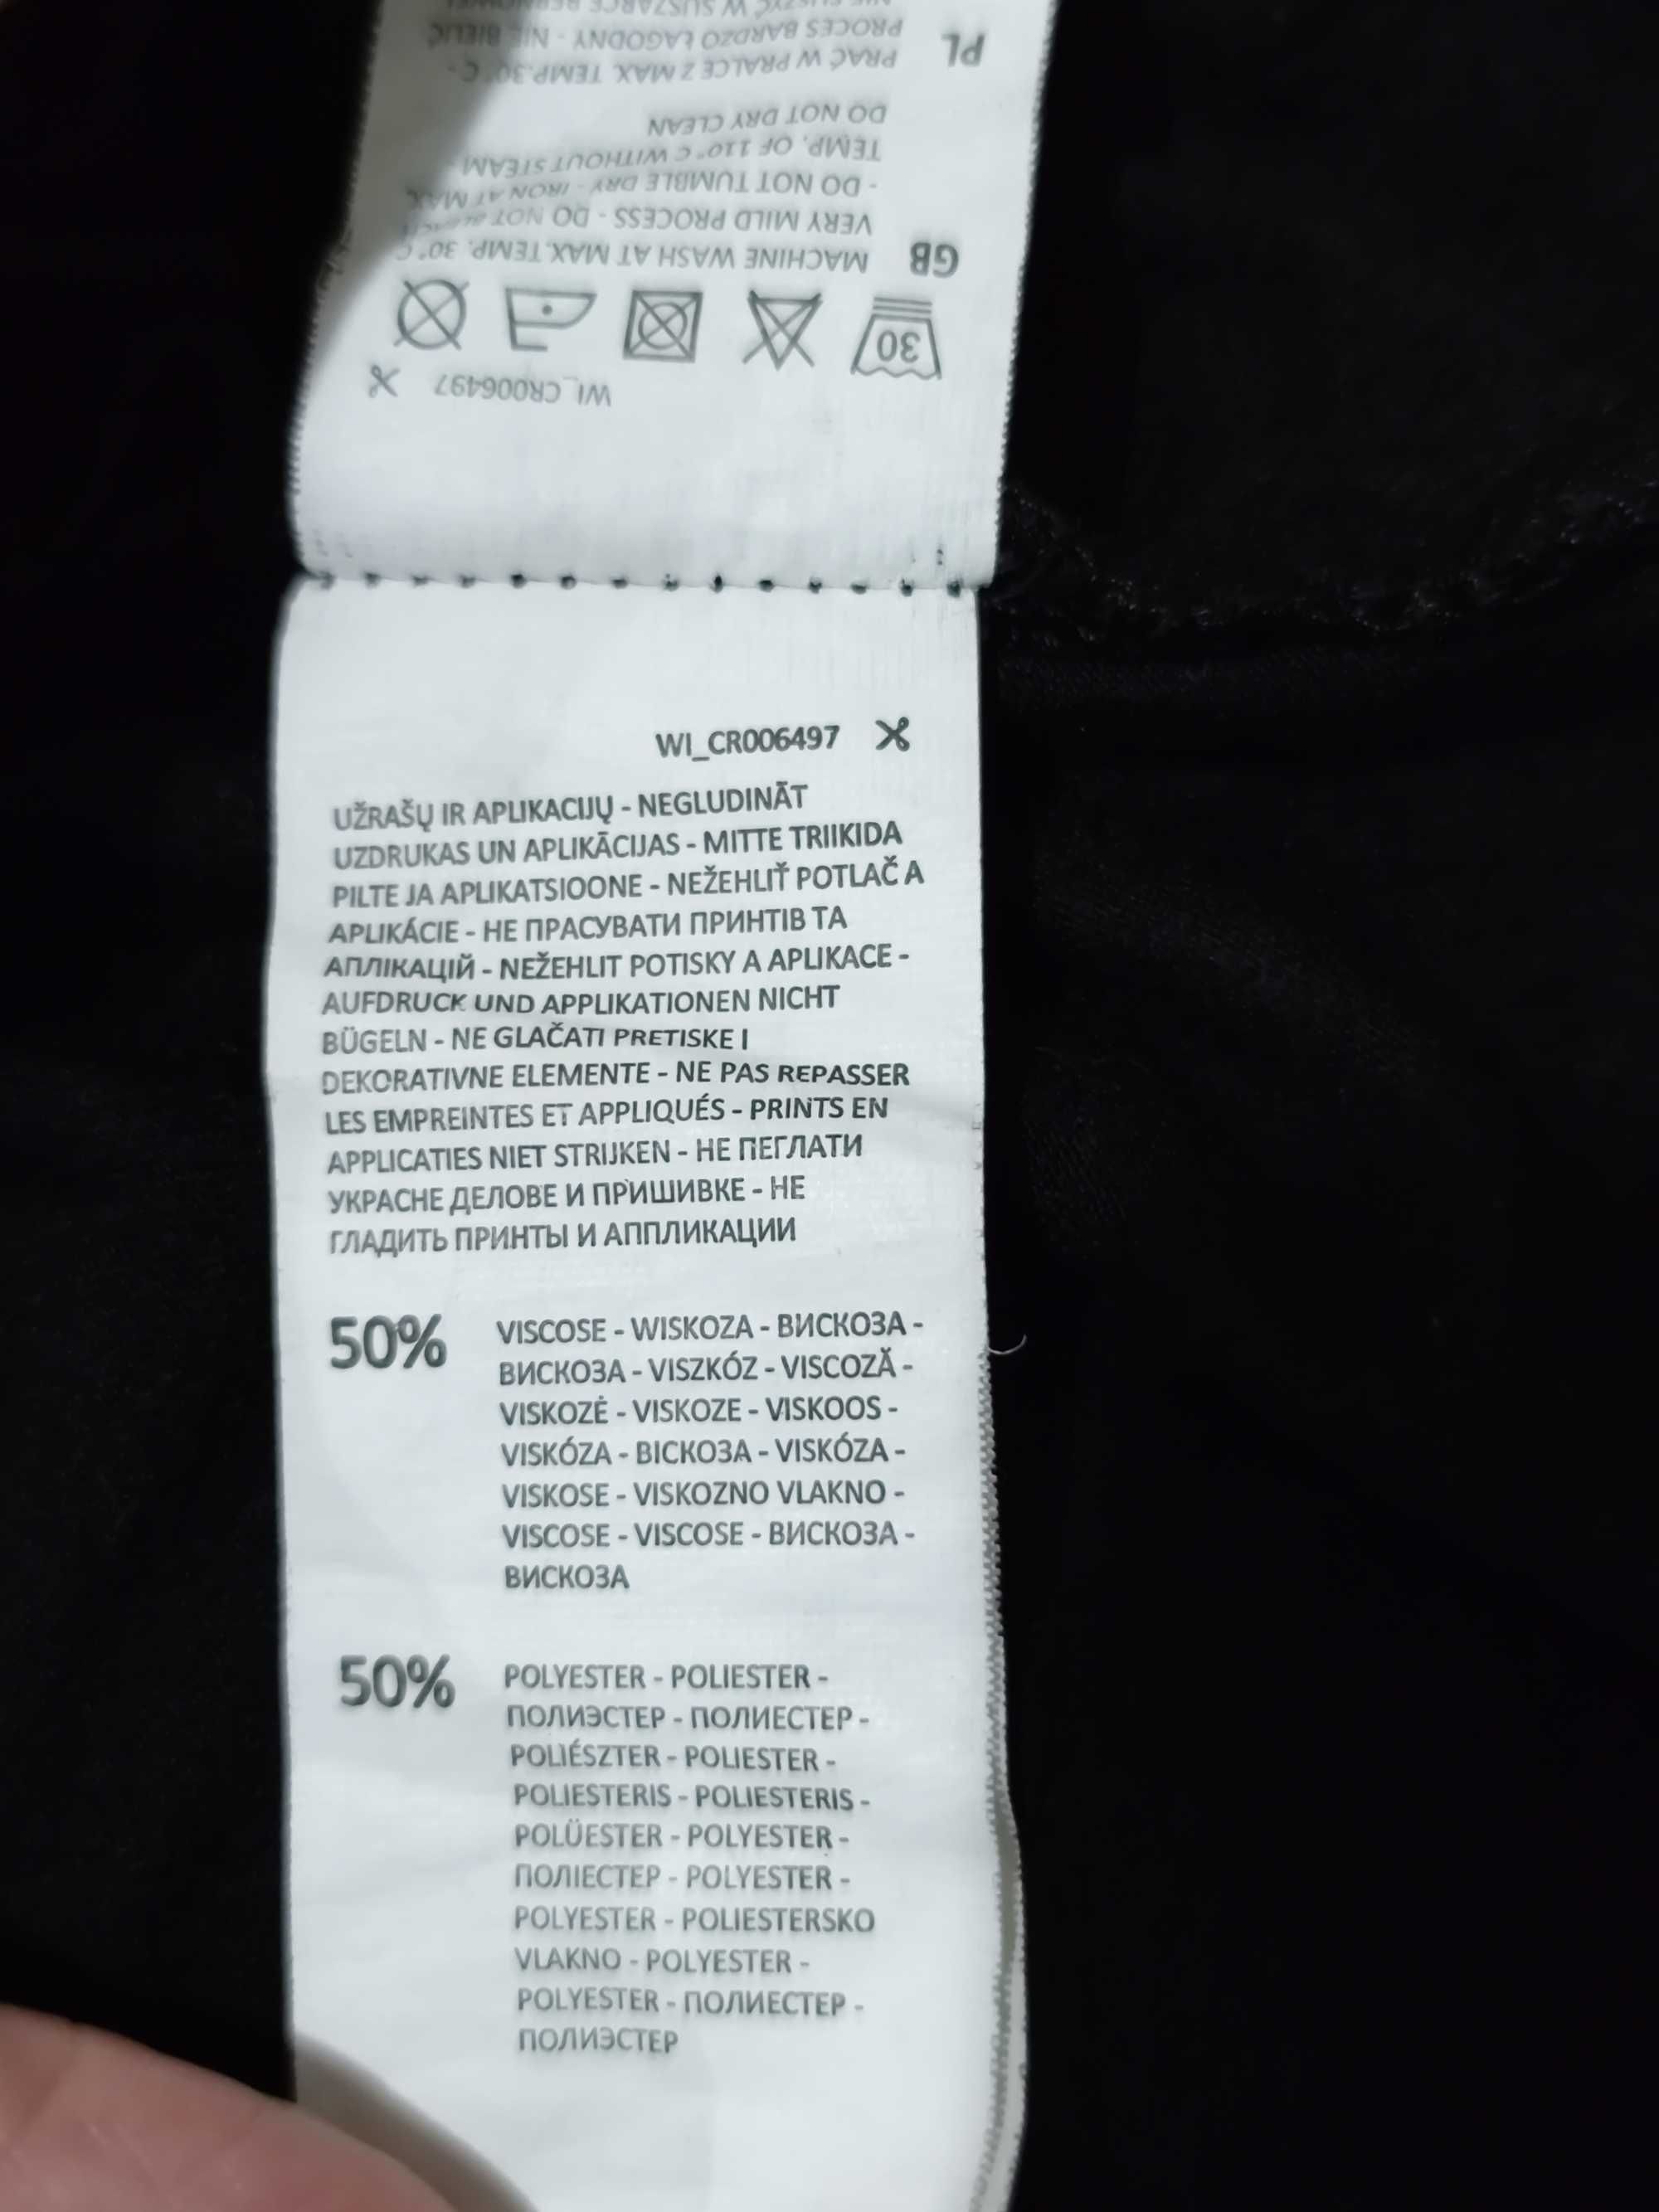 PL PRAĆ W PRALCE Z MAX. TEMP.30° C -
PROCES BARDZO ŁAGODNY - NIE BIELIĆ
GB MACHINE WASH AT MAX.TEMP. 30° C
VERY MILD PROCESS - DO NOT
- DO NOT TUMBLE DRY - IRON AT MAX.
TEMP. OF 110° C WITHOUT STEAM -
DO NOT DRY CLEAN
30
WI_CR006497
WI_CR006497
UŽRAŠŲ IR APLIKACIJŲ - NEGLUDINĀT
UZDRUKAS UN APLIKĀCIJAS - MITTE TRIIKIDA
PILTE JA APLIKATSIOONE - NEŽEHLIŤ POTLAČ A
APLIKÁCIE - НЕ ПРАСУВАТИ ПРИНТІВ ТА
АПЛІКАЦІЙ - NEŽEHLIT POTISKY A APLIKACE -
AUFDRUCK UND APPLIKATIONEN NICHT
BÜGELN - NE GLAČATI PRETISKE I
DEKORATIVNE ELEMENTE - NE PAS REPASSER
LES EMPREINTES ET APPLIQUÉS - PRINTS EN
APPLICATIES NIET STRIJKEN - НЕ ПЕГЛАТИ
УКРАСНЕ ДЕЛОВЕ И ПРИШИВКЕ - НЕ
ГЛАДИТЬ ПРИНТЫ И АППЛИКАЦИИ
50% VISCOSE - WISKOZA - ВИСКОЗА -
ВИСКОЗА - VISZKÓZ - VISCOZĂ -
VISKOZĖ - VISKOZE - VISKOOS -
VISKÓZA - ВІСКОЗА - VISKÓZA -
VISKOSE - VISKOZNO VLAKNO -
VISCOSE - VISCOSE - ВИСКОЗА -
ВИСКОЗА
50% POLYESTER - POLIESTER -
ПОЛИЭСТЕР - ПОЛИЕСТЕР -
POLIÉSZTER - POLIESTER -
POLIESTERIS - POLIESTERIS -
POLÜESTER - POLYESTER -
ПОЛІЕСТЕР - POLYESTER -
POLYESTER - POLIESTERSKO
VLAKNO - POLYESTER -
POLYESTER - ПОЛИЕСТЕР -
ПОЛИЭСТЕР